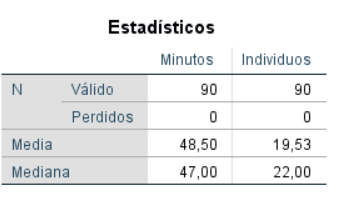 Estadísticos
Minutos Individuos
N Válido 90 90
Perdidos 0 0
Media 48,50 19,53
Mediana 47,00 22,00